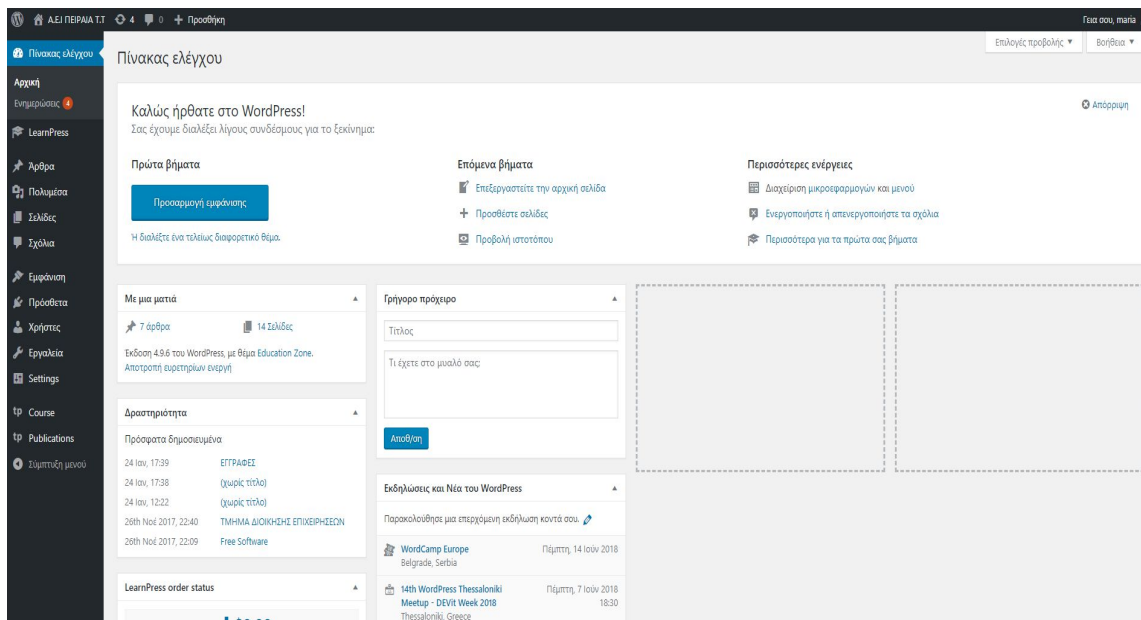 Α.Ε.Ι ΠΕΙΡΑΙΑ Τ.Τ 4 0 + Προσθήκη Γεια σου, maria
Επιλογές προβολής ▼ Βοήθεια ▼
Πίνακας ελέγχου
Αρχική
Ενημερώσεις 4
LearnPress
Άρθρα
Πολυμέσα
Σελίδες
Σχόλια
Εμφάνιση
Πρόσθετα
Χρήστες
Εργαλεία
Settings
tp Course
tp Publications
Σύμπτυξη μενού
Πίνακας ελέγχου
Καλώς ήρθατε στο WordPress!
Απόρριψη
Σας έχουμε διαλέξει λίγους συνδέσμους για το ξεκίνημα:
Πρώτα βήματα
Προσαρμογή εμφάνισης
Ή διαλέξτε ένα τελείως διαφορετικό θέμα.
Επόμενα βήματα
Επεξεργαστείτε την αρχική σελίδα
Προσθέστε σελίδες
Προβολή ιστοτόπου
Περισσότερες ενέργειες
Διαχείριση μικροεφαρμογών και μενού
Ενεργοποιήστε ή απενεργοποιήστε τα σχόλια
Περισσότερα για τα πρώτα σας βήματα
Με μια ματιά
7 άρθρα 14 Σελίδες
Έκδοση 4.9.6 του WordPress, με θέμα Education Zone.
Αποτροπή ευρετηρίων ενεργή
Δραστηριότητα
Πρόσφατα δημοσιευμένα
24 Ιαν, 17:39 ΕΓΓΡΑΦΕΣ
24 Ιαν, 17:38 (χωρίς τίτλο)
24 Ιαν, 12:22 (χωρίς τίτλο)
26th Νοέ 2017, 22:40 ΤΜΗΜΑ ΔΙΟΙΚΗΣΗΣ ΕΠΙΧΕΙΡΗΣΕΩΝ
26th Νοέ 2017, 22:09 Free Software
LearnPress order status
Γρήγορο πρόχειρο
Τίτλος
Τι έχετε στο μυαλό σας;
Αποθ/ση
Εκδηλώσεις και Νέα του WordPress
Παρακολούθησε μια επερχόμενη εκδήλωση κοντά σου.
WordCamp Europe Πέμπτη, 14 Ιούν 2018
Belgrade, Serbia
14th WordPress Thessaloniki Πέμπτη, 7 Ιούν 2018
Meetup - DEVit Week 2018 18:30
Thessaloniki, Greece